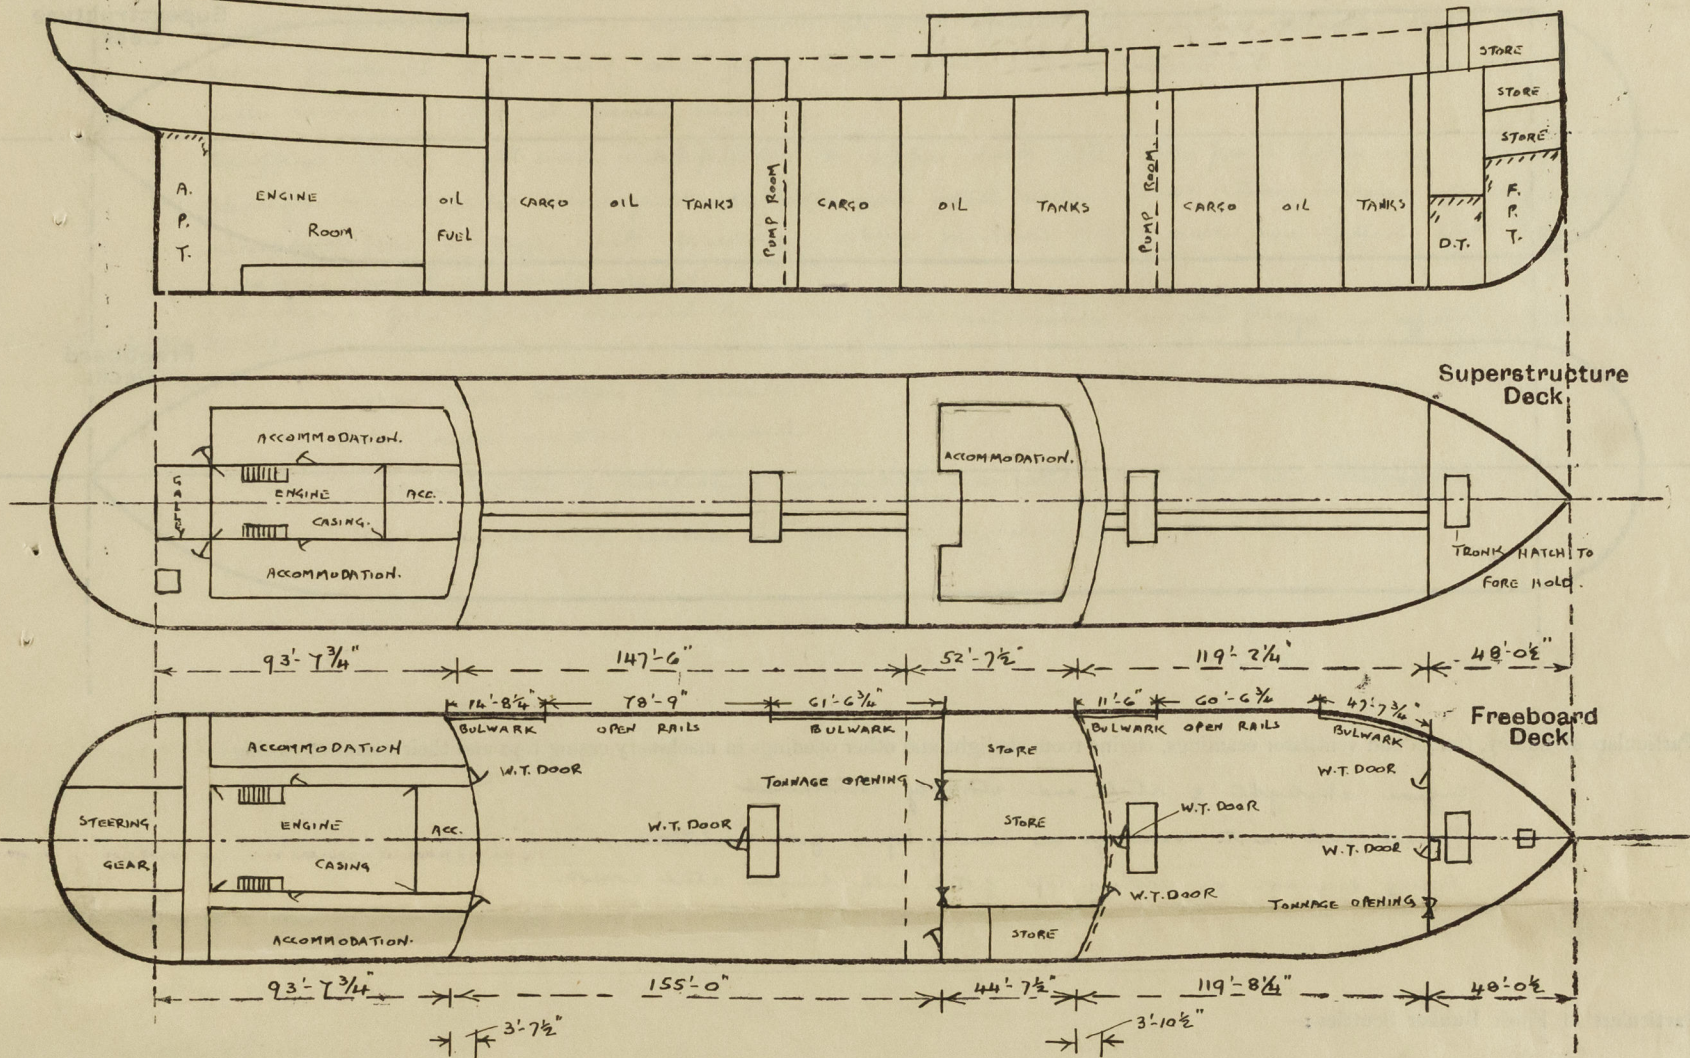 STORE
STORE
STORE
A.
P.
T.
ENGINE
ROOM
OIL
FUEL
CARGO OIL TANKS
PUMP ROOM
CARGO OIL TANKS
PUMP ROOM
CARGO OIL TANKS
D.T.
F.
P.
T.
Superstructure
Deck
ACCOMMODATION.
GALLEY
ENGINE
CASING.
ACC.
ACCOMMODATION.
ACCOMMODATION.
TRUNK HATCH TO
FORE HOLD.
93'-7¾" 147'-6" 52'-7½" 119'-2¼" 48'-0½"
14'-8¼" 78'-9" 61'-6¾" 11'-6" 60'-6¾ 47'-7¾"
BULWARK OPEN RAILS BULWARK BULWARK OPEN RAILS BULWARK
Freeboard
Deck
ACCOMMODATION
W.T. DOOR
TONNAGE OPENING
STORE
W.T. DOOR
STEERING
GEAR
ENGINE
CASING
ACC.
W.T. DOOR
STORE
W.T. DOOR
W.T. DOOR
W.T. DOOR
TONNAGE OPENING
ACCOMMODATION.
STORE
93'-7¾" 155'-0" 44'-7½" 119'-8¼" 48'-0½
3'-7½" 3'-10½"